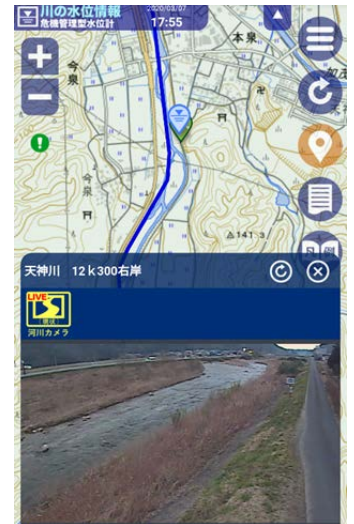 川の水位情報
危機管理型水位計
2020/03/07
17:55
本泉
今泉
今泉
141.3
天神川 12k300右岸
LIVE
河川カメラ